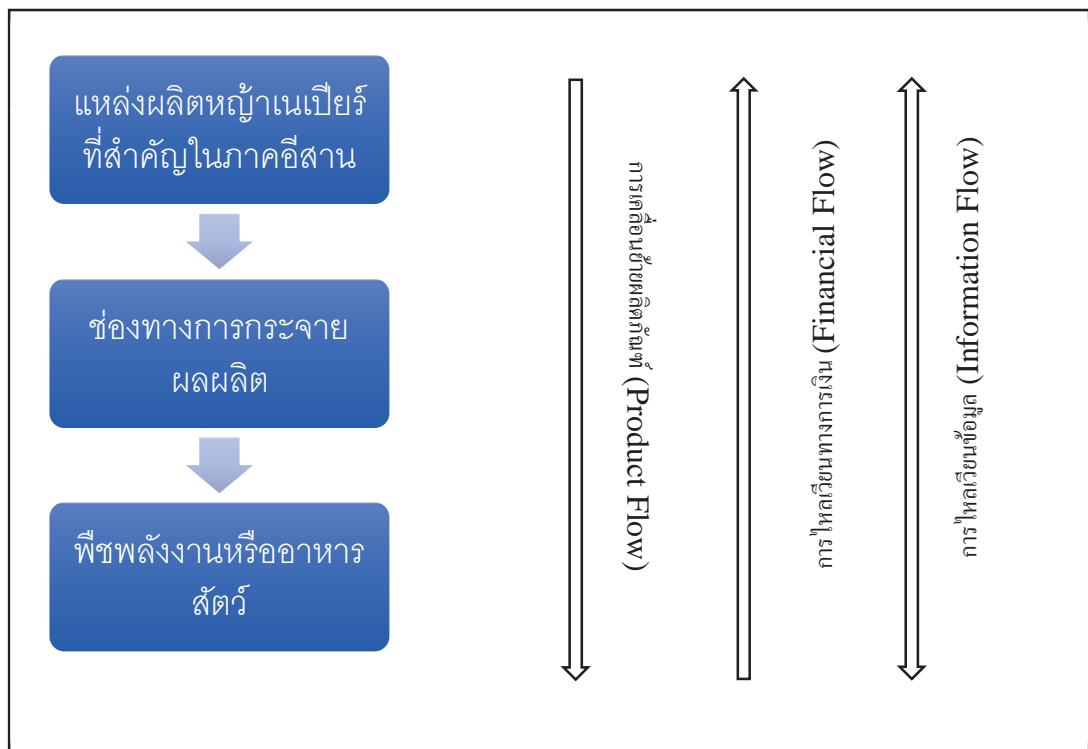 แหล่งผลิตหญ้าเนเปียร์
ที่สำคัญในภาคอีสาน
ช่องทางการกระจาย
ผลผลิต
พืชพลังงานหรืออาหาร
สัตว์
การเคลื่อนย้ายผลิตภัณฑ์ (Product Flow)
การไหลเวียนทางการเงิน (Financial Flow)
การไหลเวียนข้อมูล (Information Flow)